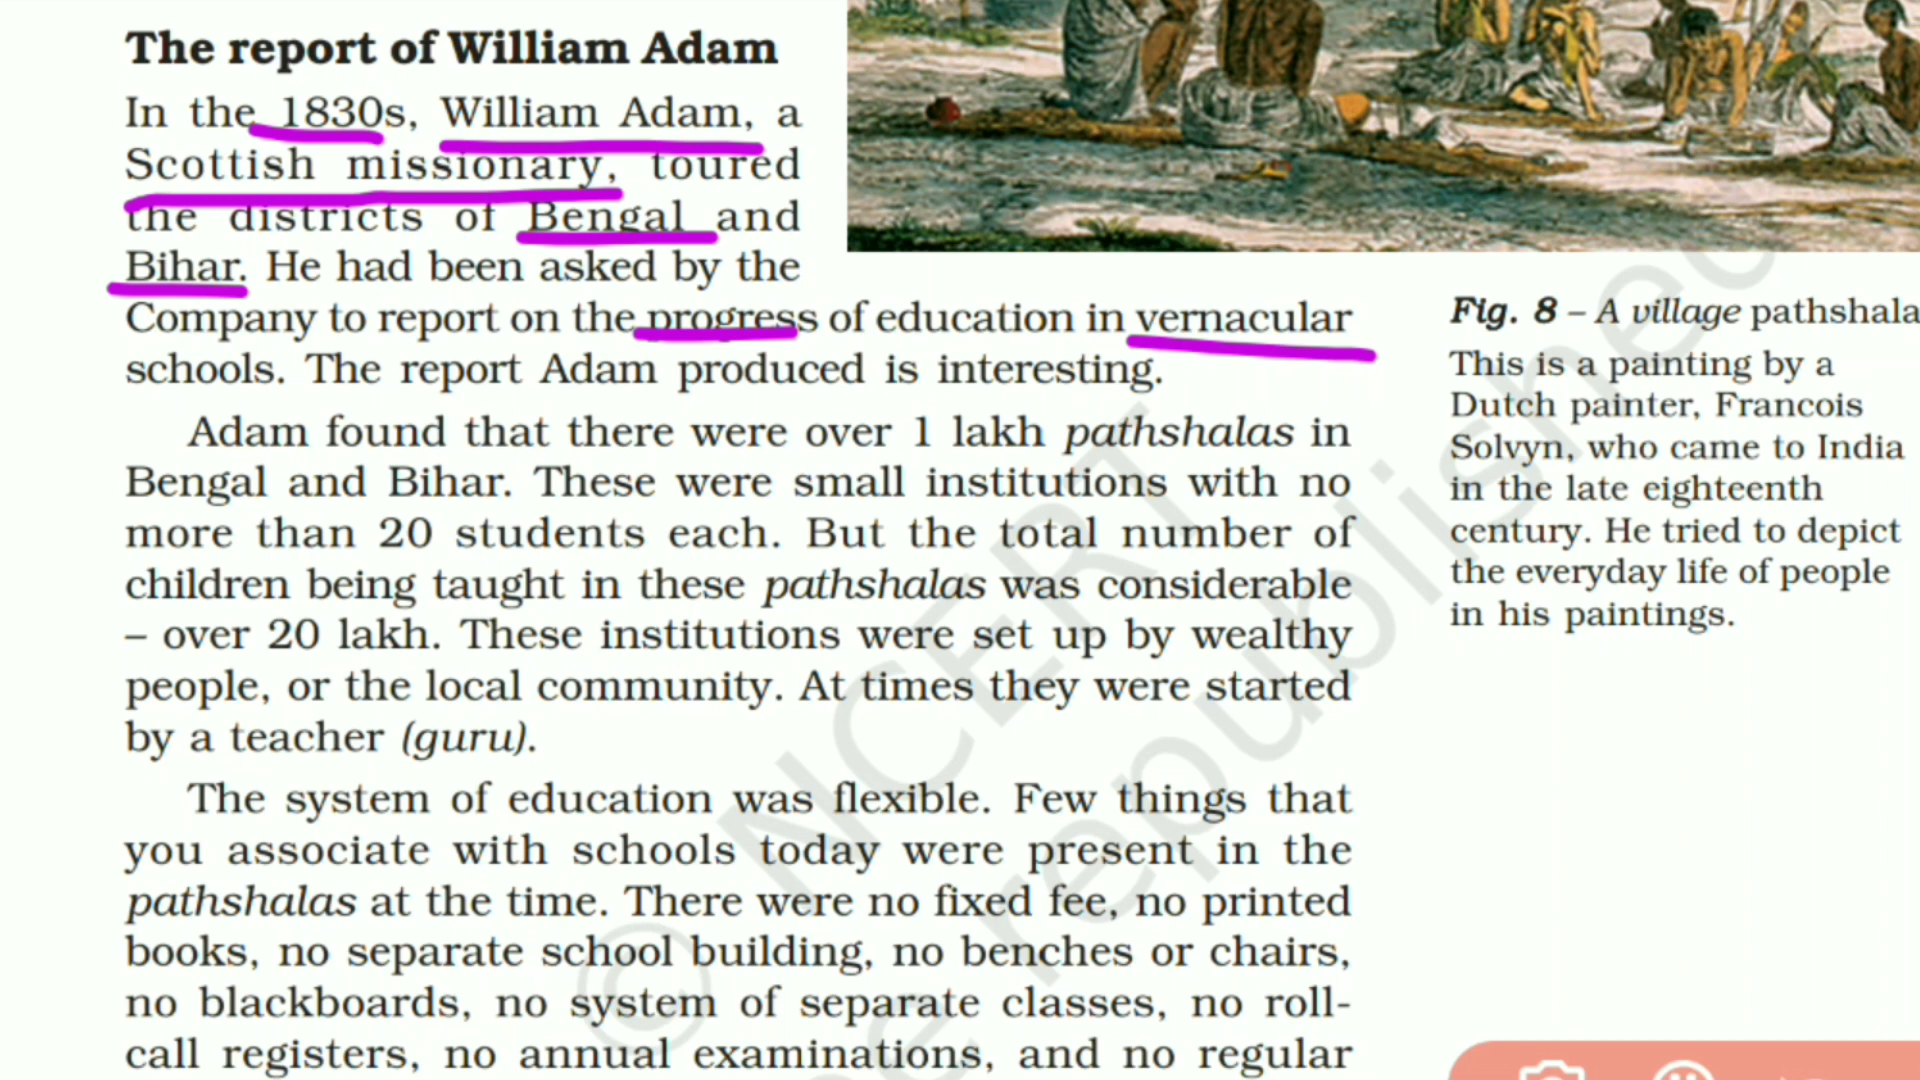 The report of William Adam
In the 1830s, William Adam, a
Scottish missionary, toured
the districts of Bengal and
Bihar. He had been asked by the
Company to report on the progress of education in vernacular
schools. The report Adam produced is interesting.
Adam found that there were over 1 lakh pathshalas in
Bengal and Bihar. These were small institutions with no
more than 20 students each. But the total number of
children being taught in these pathshalas was considerable
– over 20 lakh. These institutions were set up by wealthy
people, or the local community. At times they were started
by a teacher (guru).
The system of education was flexible. Few things that
you associate with schools today were present in the
pathshalas at the time. There were no fixed fee, no printed
books, no separate school building, no benches or chairs,
no blackboards, no system of separate classes, no roll-
call registers, no annual examinations, and no regular
Fig. 8 – A village pathshala
This is a painting by a
Dutch painter, Francois
Solvyn, who came to India
in the late eighteenth
century. He tried to depict
the everyday life of people
in his paintings.
© NCERT
be republished